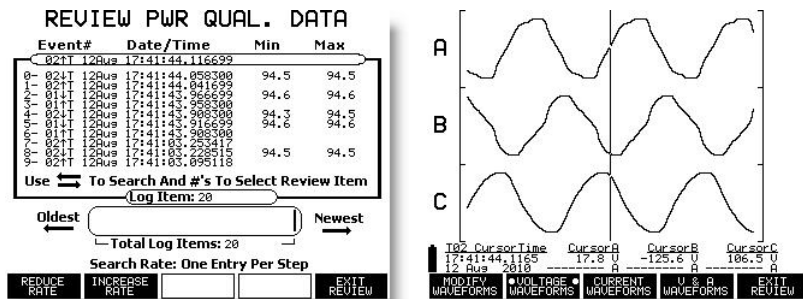 REVIEW PWR QUAL. DATA
Event# Date/Time Min Max
02↑T 12Aug 17:41:44.116699
0- 02↓T 12Aug 17:41:44.058300 94.5 94.5
1- 02↑T 12Aug 17:41:44.041699
2- 01↓T 12Aug 17:41:43.966699 94.6 94.6
3- 01↑T 12Aug 17:41:43.958300
4- 02↓T 12Aug 17:41:43.908300 94.3 94.5
5- 01↓T 12Aug 17:41:43.916699 94.6 94.6
6- 01↑T 12Aug 17:41:43.908300
7- 02↑T 12Aug 17:41:03.253417
8- 02↓T 12Aug 17:41:03.228515 94.5 94.5
9- 02↑T 12Aug 17:41:03.095118
Use ⇆ To Search And #'s To Select Review Item
Log Item: 20
Oldest Newest
Total Log Items: 20
Search Rate: One Entry Per Step
REDUCE RATE
INCREASE RATE
EXIT REVIEW
A
B
C
T02 CursorTime CursorA CursorB CursorC
17:41:44.1165 17.8 V -125.6 V 106.5 V
12 Aug 2010 -------- A -------- A -------- A
MODIFY WAVEFORMS
VOLTAGE WAVEFORMS
CURRENT WAVEFORMS
V & A WAVEFORMS
EXIT REVIEW